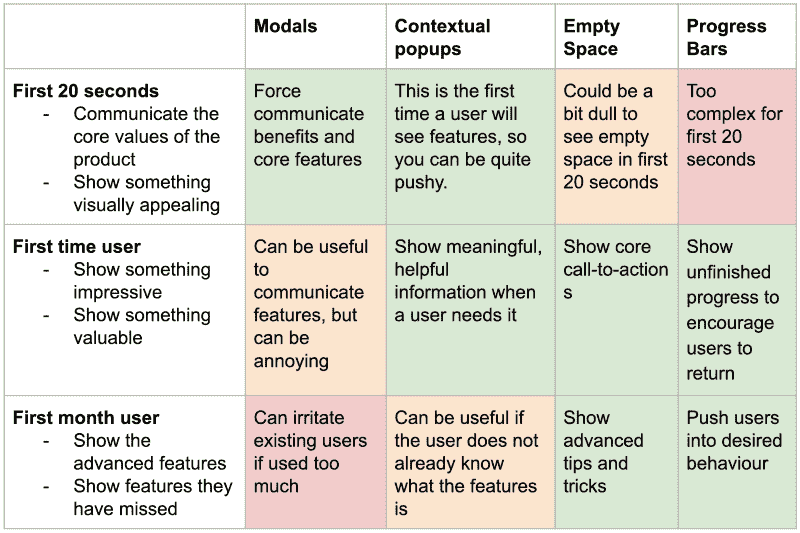 Modals
Contextual
popups
Empty
Space
Progress
Bars
First 20 seconds
- Communicate the
core values of the
product
- Show something
visually appealing
Force
communicate
benefits and
core features
This is the first
time a user will
see features, so
you can be quite
pushy.
Could be a
bit dull to
see empty
space in first
20 seconds
Too
complex for
first 20
seconds
First time user
- Show something
impressive
- Show something
valuable
Can be useful
to
communicate
features, but
can be
annoying
Show meaningful,
helpful
information when
a user needs it
Show core
call-to-action
s
Show
unfinished
progress to
encourage
users to
return
First month user
- Show the
advanced features
- Show features they
have missed
Can irritate
existing users
if used too
much
Can be useful if
the user does not
already know
what the features
is
Show
advanced
tips and
tricks
Push users
into desired
behaviour